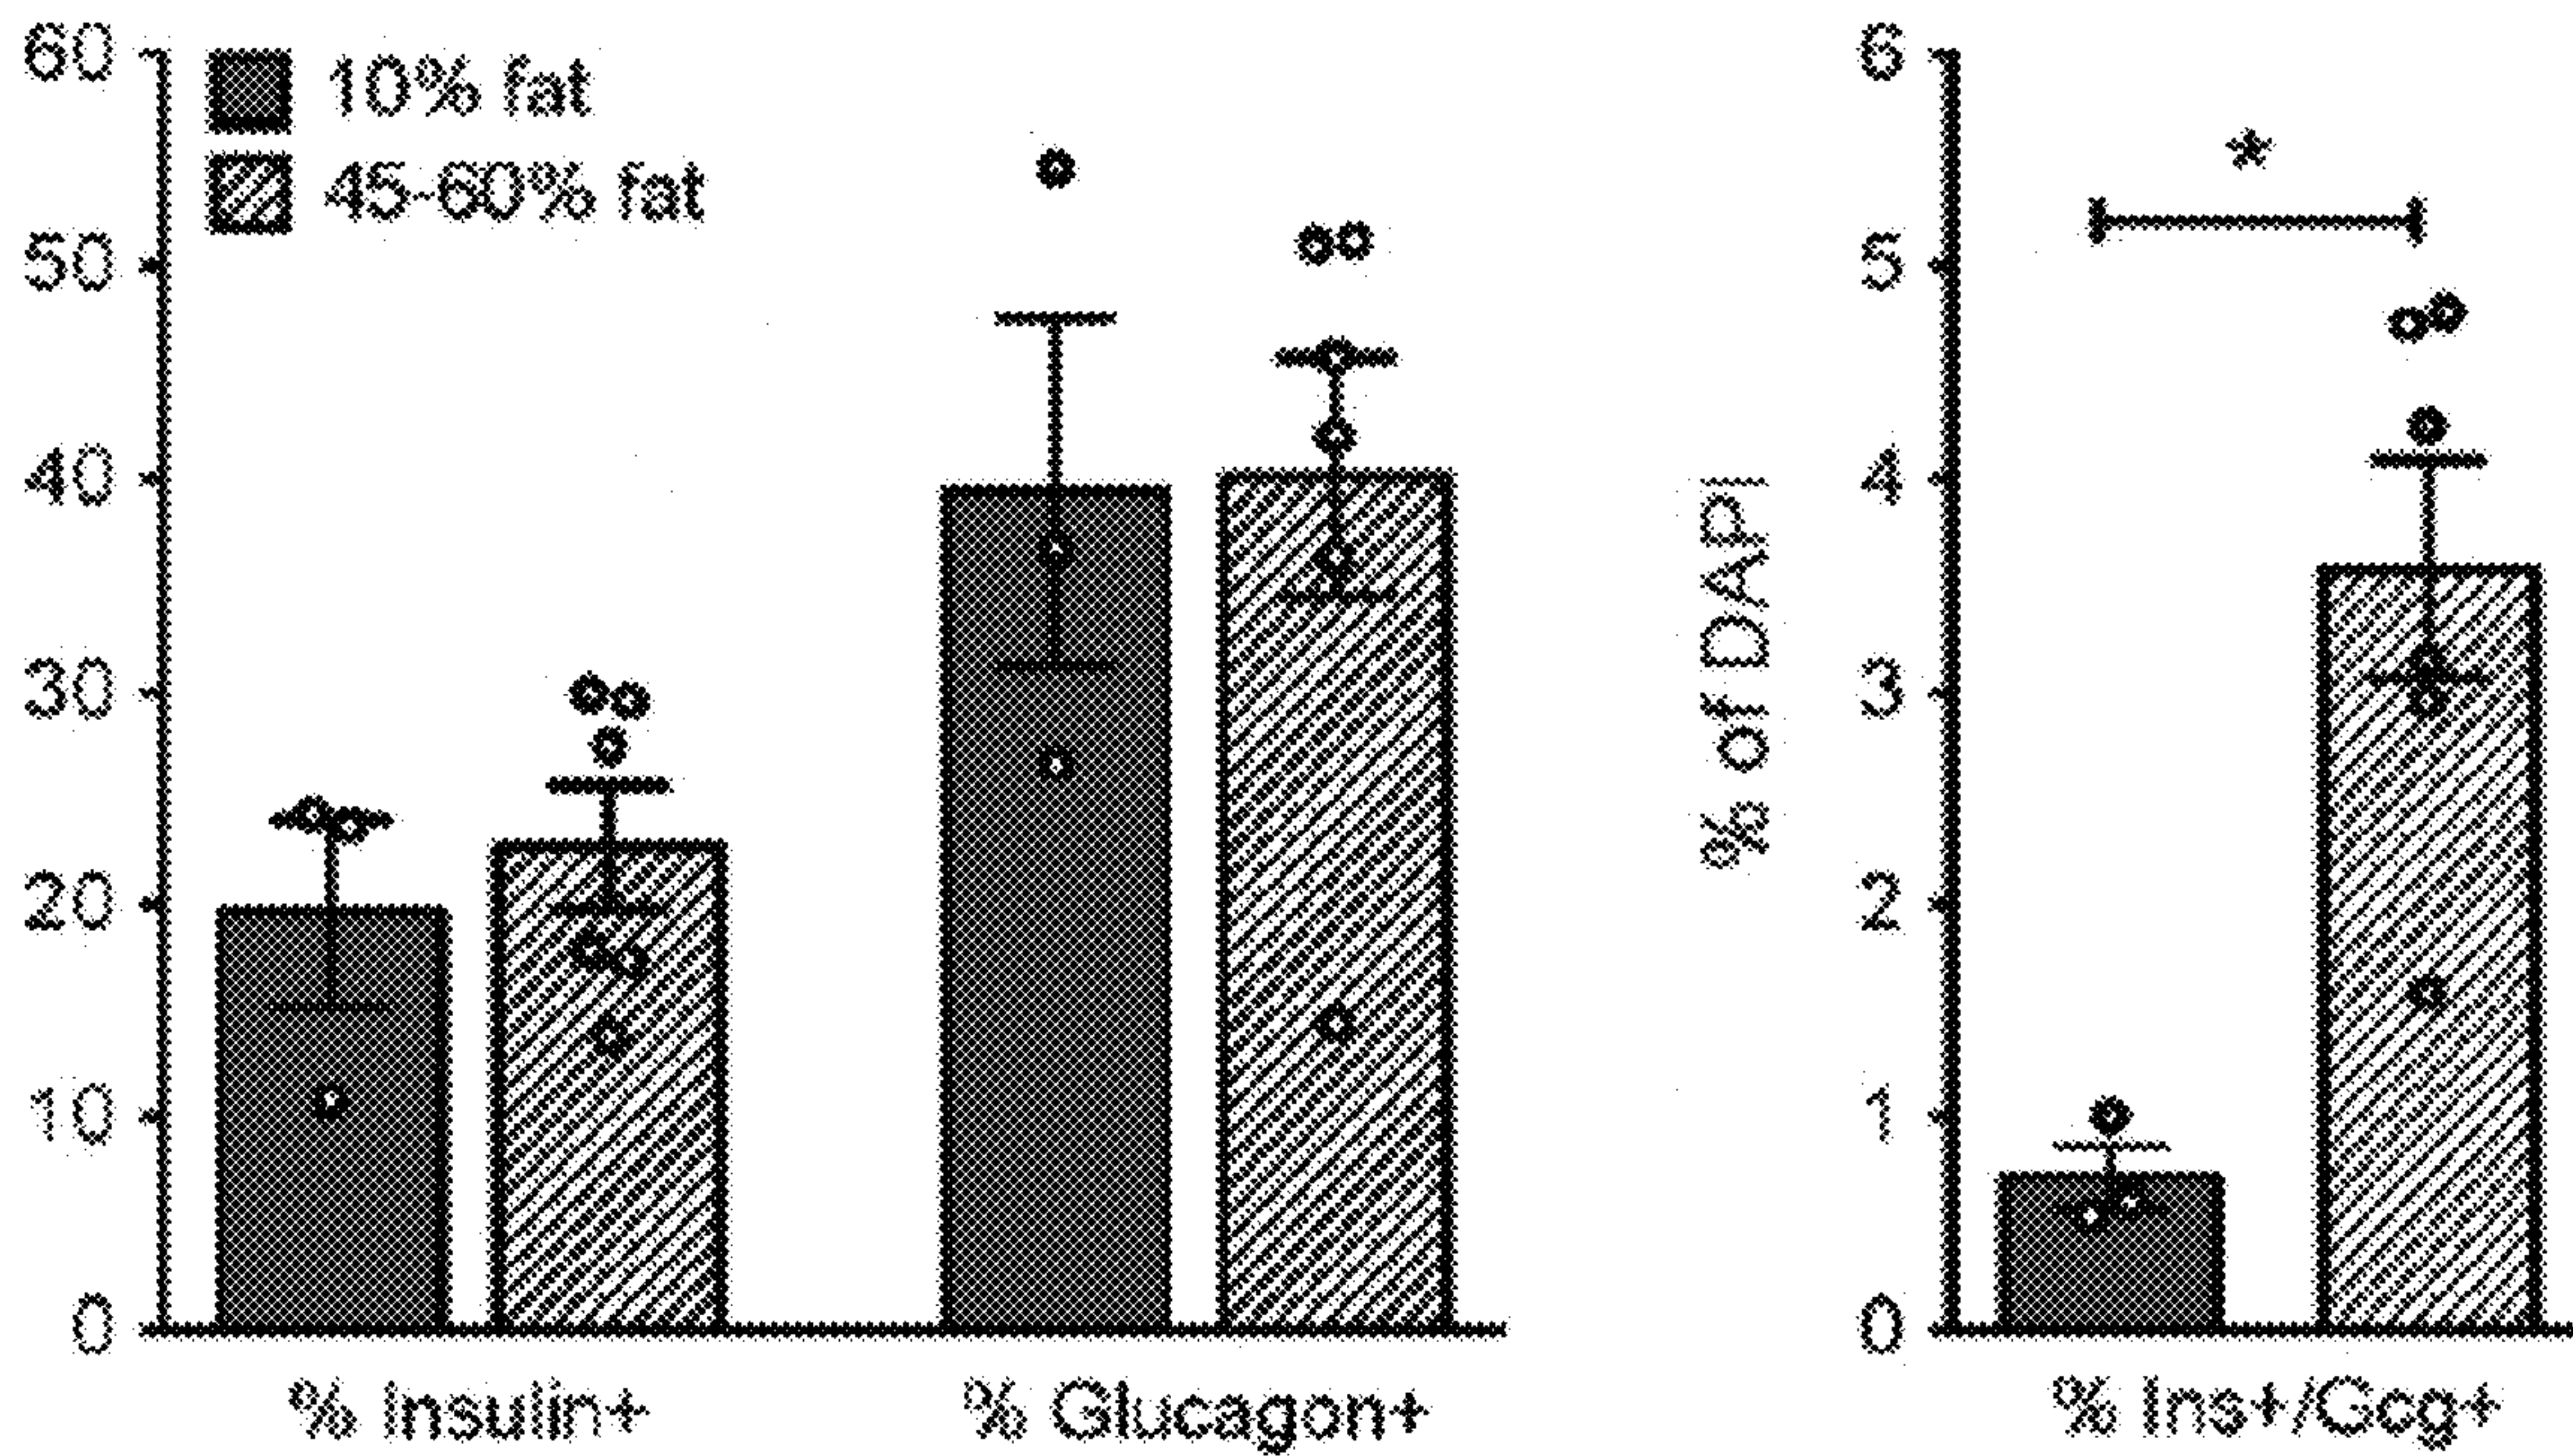 60
50
40
30
20
10
0
10% fat
45-60% fat
% Insulin+
% Glucagon+
% of DAPI
6
5
4
3
2
1
0
*
% Ins+/Gcg+